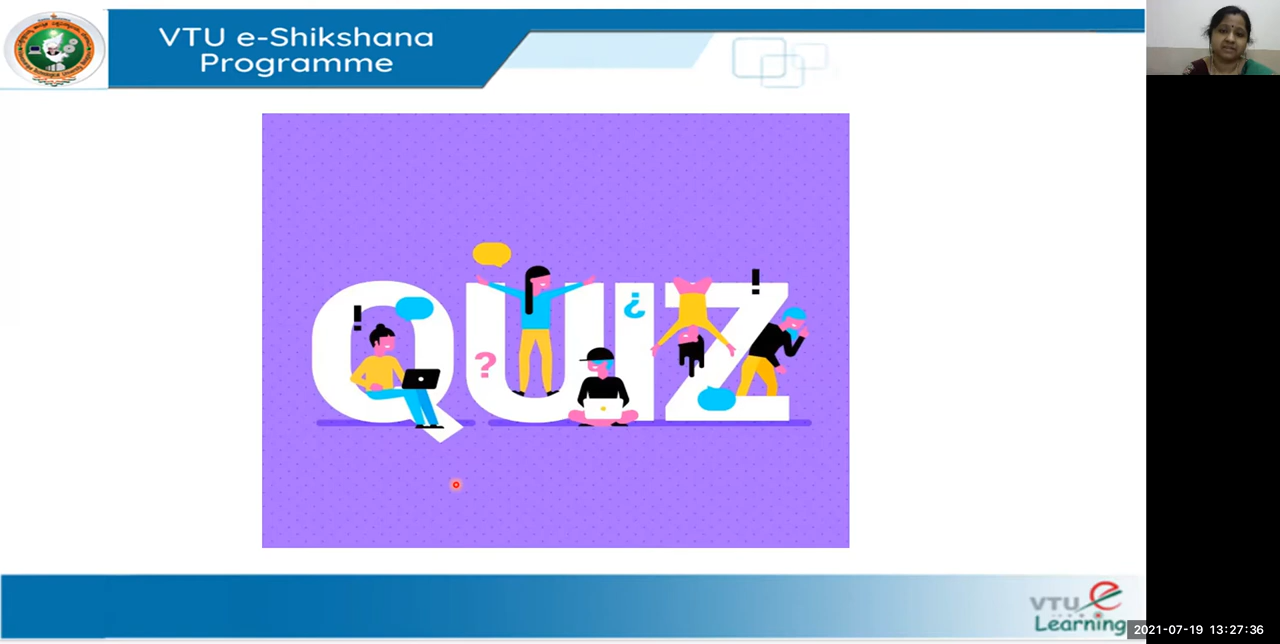 VTU e-Shikshana
Programme
QUIZ
!
?
¿
!
VTU e
Learning
2021-07-19 13:27:36